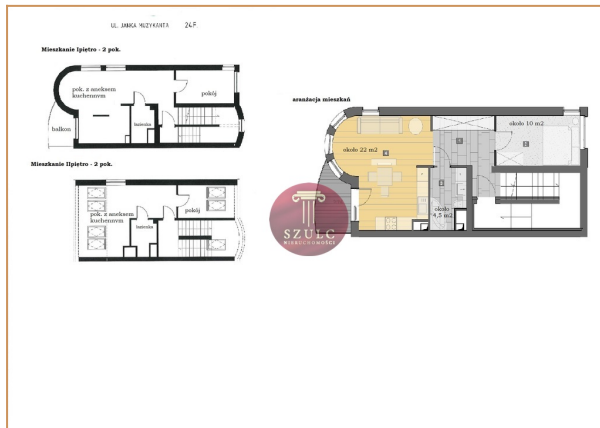 UL. JANKA MUZYKANTA 24F
Mieszkanie Ipiętro - 2 pok.
pok. z aneksem
kuchennym
pokój
łazienka
balkon
Mieszkanie IIpiętro - 2 pok.
pok. z aneksem
kuchennym
pokój
łazienka
aranżacja mieszkań
około 10 m2
około 22 m2
około
4,5 m2
SZULC
NIERUCHOMOŚCI